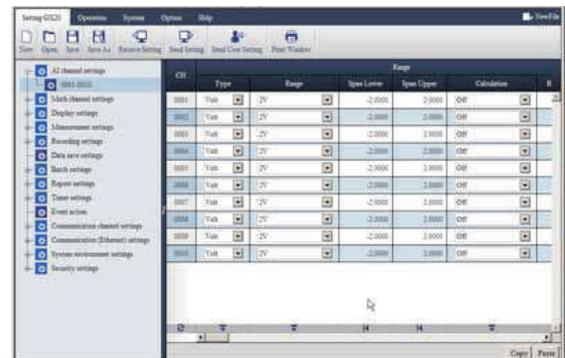 Setting GX20 Operation System Option Help NewFile
New Open Save Save As Receive Setting Send Setting Send User Setting Print Window
AI channel settings
0001-0010
Math channel settings
Display settings
Measurement settings
Recording settings
Data save settings
Batch settings
Report settings
Timer settings
Event action
Communication channel settings
Communication (Ethernet) settings
System environment settings
Security settings
CH Range
Type Range Span Lower Span Upper Calculation R
0001 Volt 2V -2.0000 2.0000 Off
0002 Volt 2V -2.0000 2.0000 Off
0003 Volt 2V -2.0000 2.0000 Off
0004 Volt 2V -2.0000 2.0000 Off
0005 Volt 2V -2.0000 2.0000 Off
0006 Volt 2V -2.0000 2.0000 Off
0007 Volt 2V -2.0000 2.0000 Off
0008 Volt 2V -2.0000 2.0000 Off
0009 Volt 2V -2.0000 2.0000 Off
0010 Volt 2V -2.0000 2.0000 Off
Copy Paste